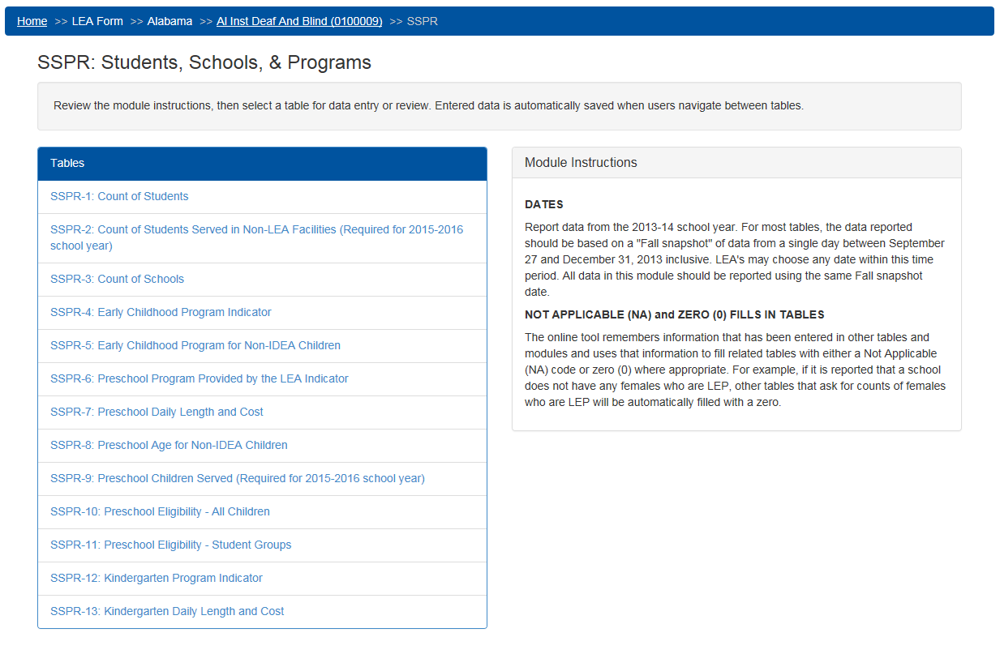 Home >> LEA Form >> Alabama >> Al Inst Deaf And Blind (0100009) >> SSPR
SSPR: Students, Schools, & Programs
Review the module instructions, then select a table for data entry or review. Entered data is automatically saved when users navigate between tables.
Tables
SSPR-1: Count of Students
SSPR-2: Count of Students Served in Non-LEA Facilities (Required for 2015-2016
school year)
SSPR-3: Count of Schools
SSPR-4: Early Childhood Program Indicator
SSPR-5: Early Childhood Program for Non-IDEA Children
SSPR-6: Preschool Program Provided by the LEA Indicator
SSPR-7: Preschool Daily Length and Cost
SSPR-8: Preschool Age for Non-IDEA Children
SSPR-9: Preschool Children Served (Required for 2015-2016 school year)
SSPR-10: Preschool Eligibility - All Children
SSPR-11: Preschool Eligibility - Student Groups
SSPR-12: Kindergarten Program Indicator
SSPR-13: Kindergarten Daily Length and Cost
Module Instructions
DATES
Report data from the 2013-14 school year. For most tables, the data reported
should be based on a "Fall snapshot" of data from a single day between September
27 and December 31, 2013 inclusive. LEA's may choose any date within this time
period. All data in this module should be reported using the same Fall snapshot
date.
NOT APPLICABLE (NA) and ZERO (0) FILLS IN TABLES
The online tool remembers information that has been entered in other tables and
modules and uses that information to fill related tables with either a Not Applicable
(NA) code or zero (0) where appropriate. For example, if it is reported that a school
does not have any females who are LEP, other tables that ask for counts of females
who are LEP will be automatically filled with a zero.